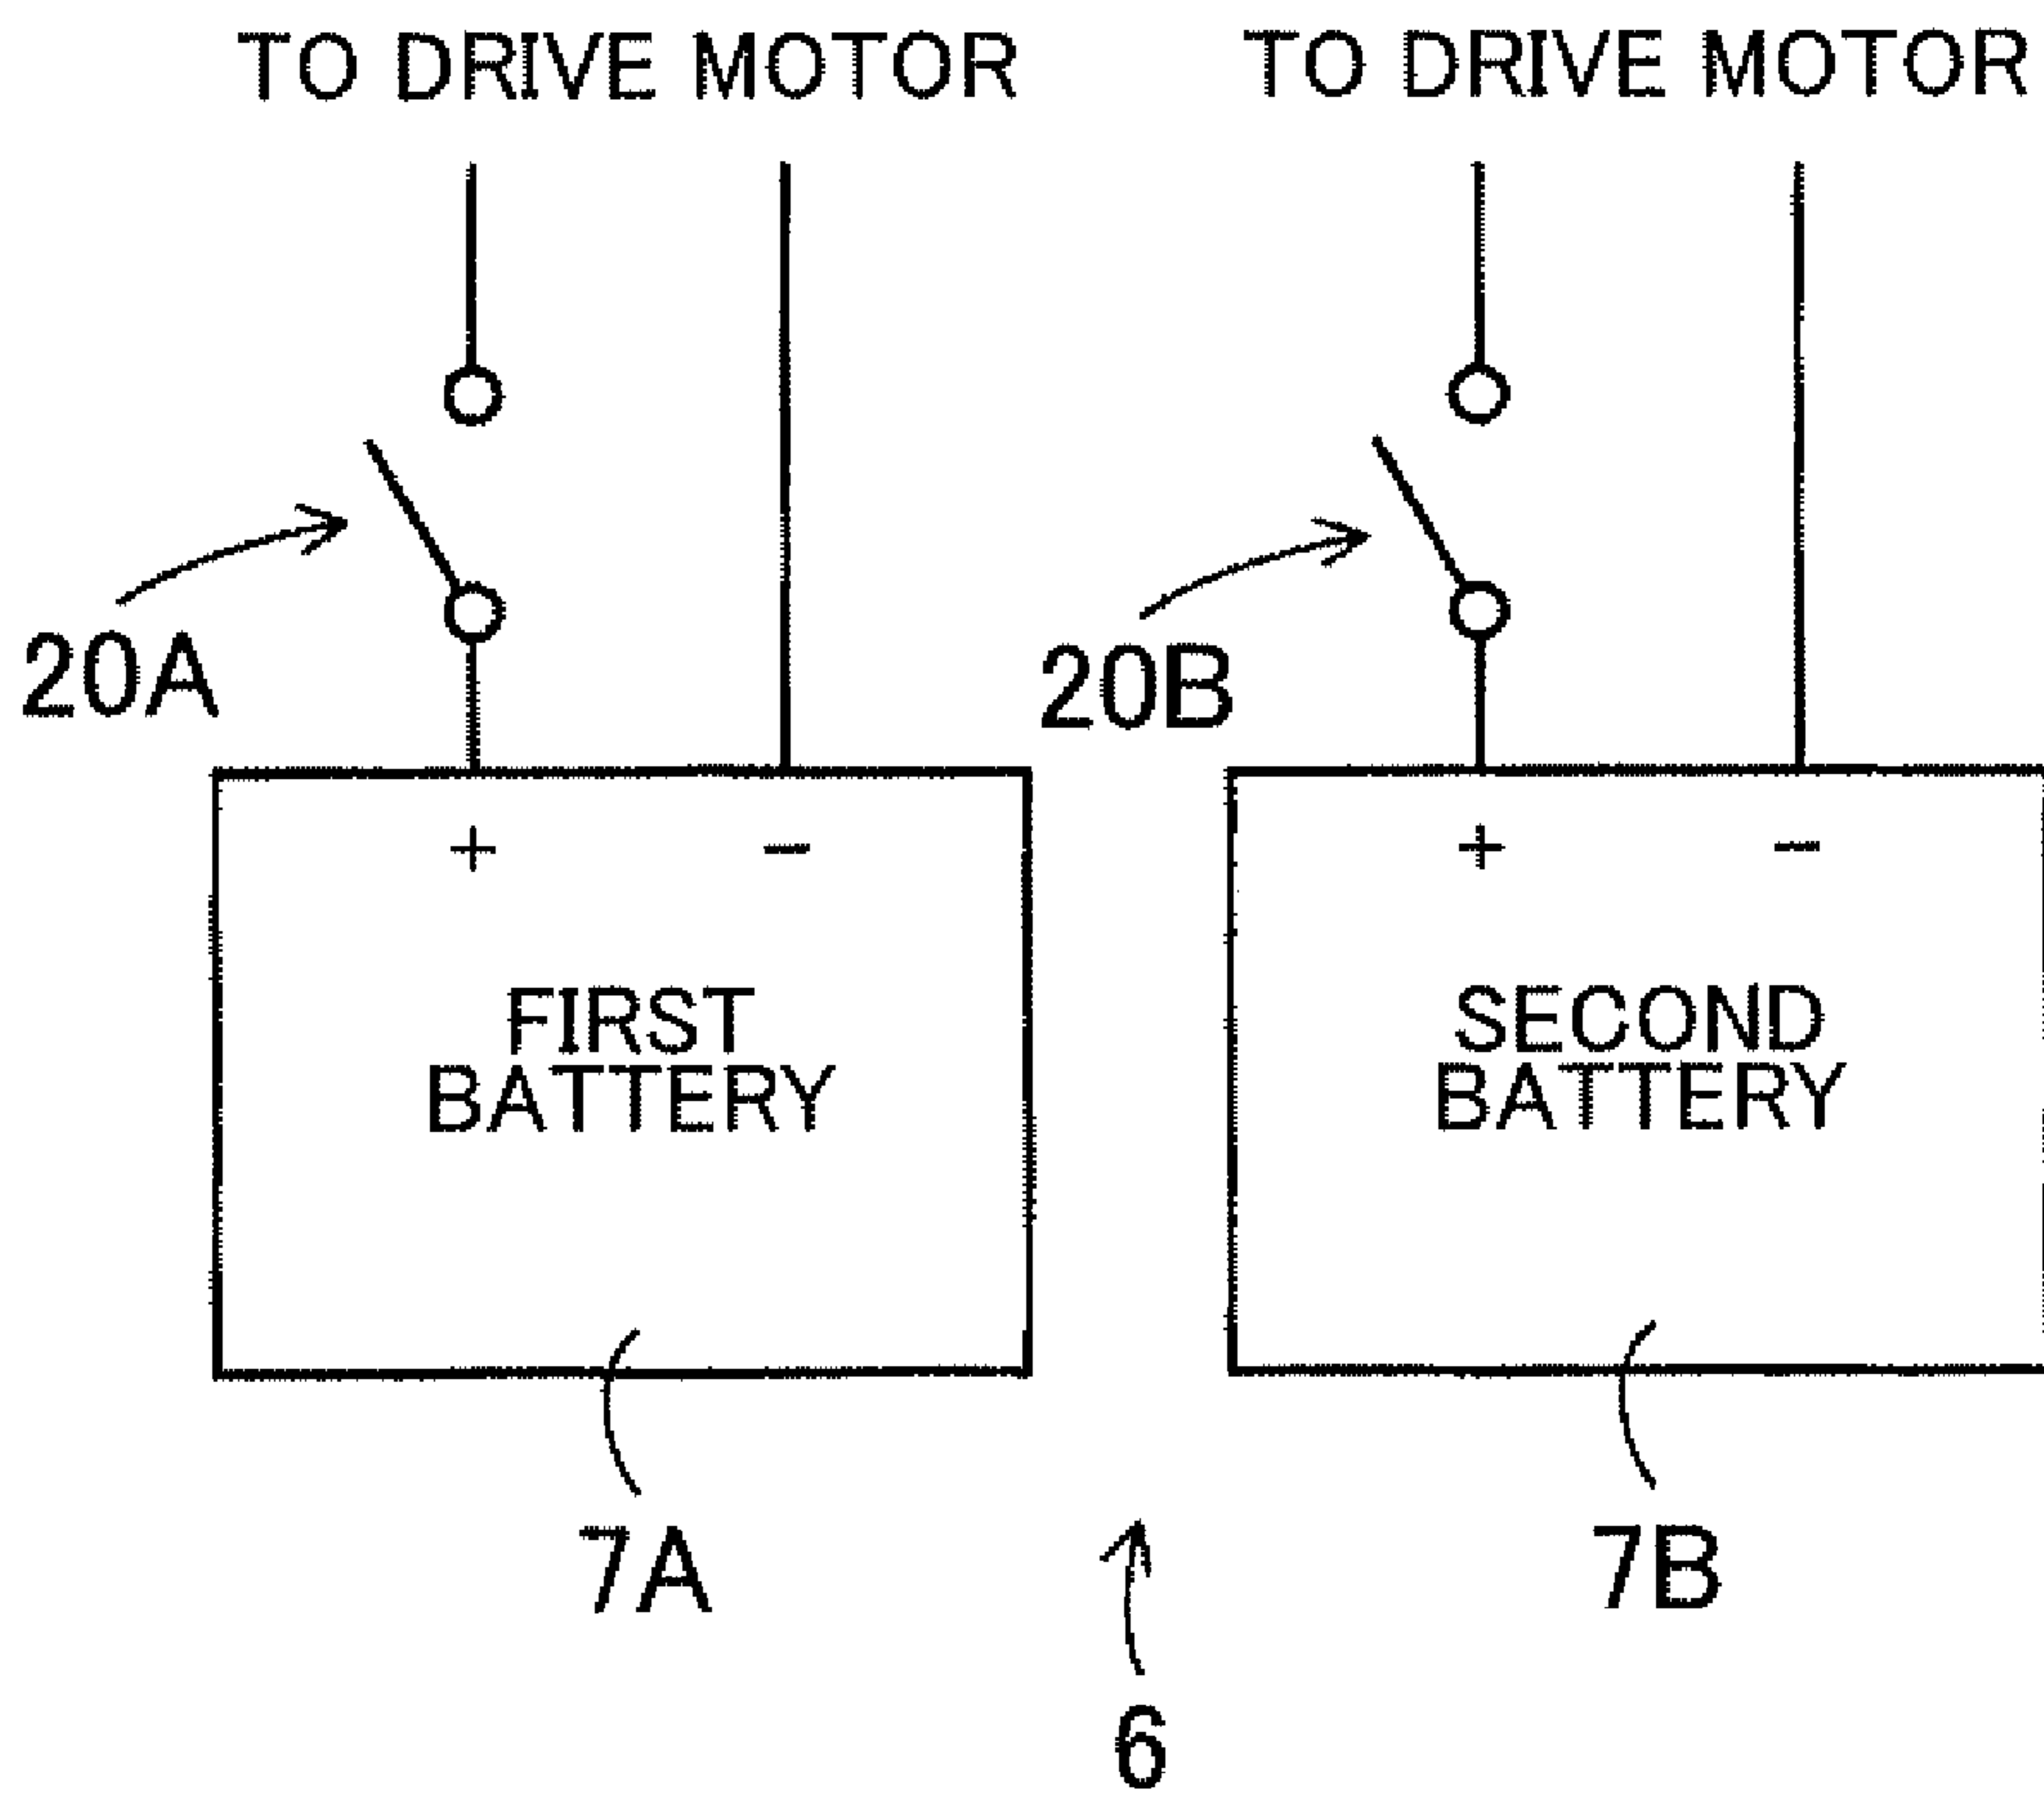 TO DRIVE MOTOR
TO DRIVE MOTOR
20A
20B
+ −
+ −
FIRST
BATTERY
SECOND
BATTERY
7A
7B
6